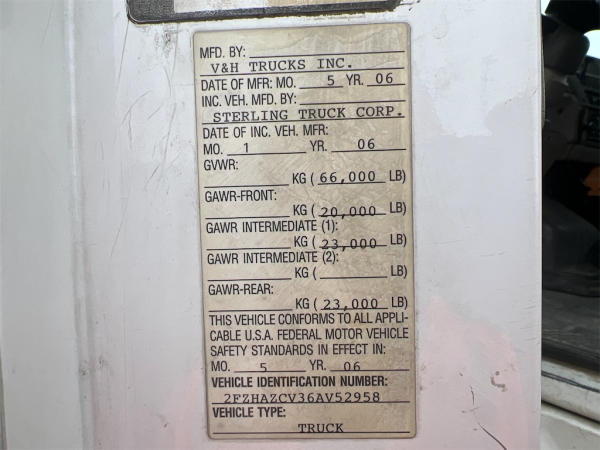 MFD. BY:
V&H TRUCKS INC.
DATE OF MFR: MO. 5 YR. 06
INC. VEH. MFD. BY:
STERLING TRUCK CORP.
DATE OF INC. VEH. MFR:
MO. 1 YR. 06
GVWR:
KG (66,000 LB)
GAWR-FRONT:
KG (20,000 LB)
GAWR INTERMEDIATE (1):
KG (23,000 LB)
GAWR INTERMEDIATE (2):
KG ( LB)
GAWR-REAR:
KG (23,000 LB)
THIS VEHICLE CONFORMS TO ALL APPLI-
CABLE U.S.A. FEDERAL MOTOR VEHICLE
SAFETY STANDARDS IN EFFECT IN:
MO. 5 YR. 06
VEHICLE IDENTIFICATION NUMBER:
2FZHAZCV36AV52958
VEHICLE TYPE:
TRUCK